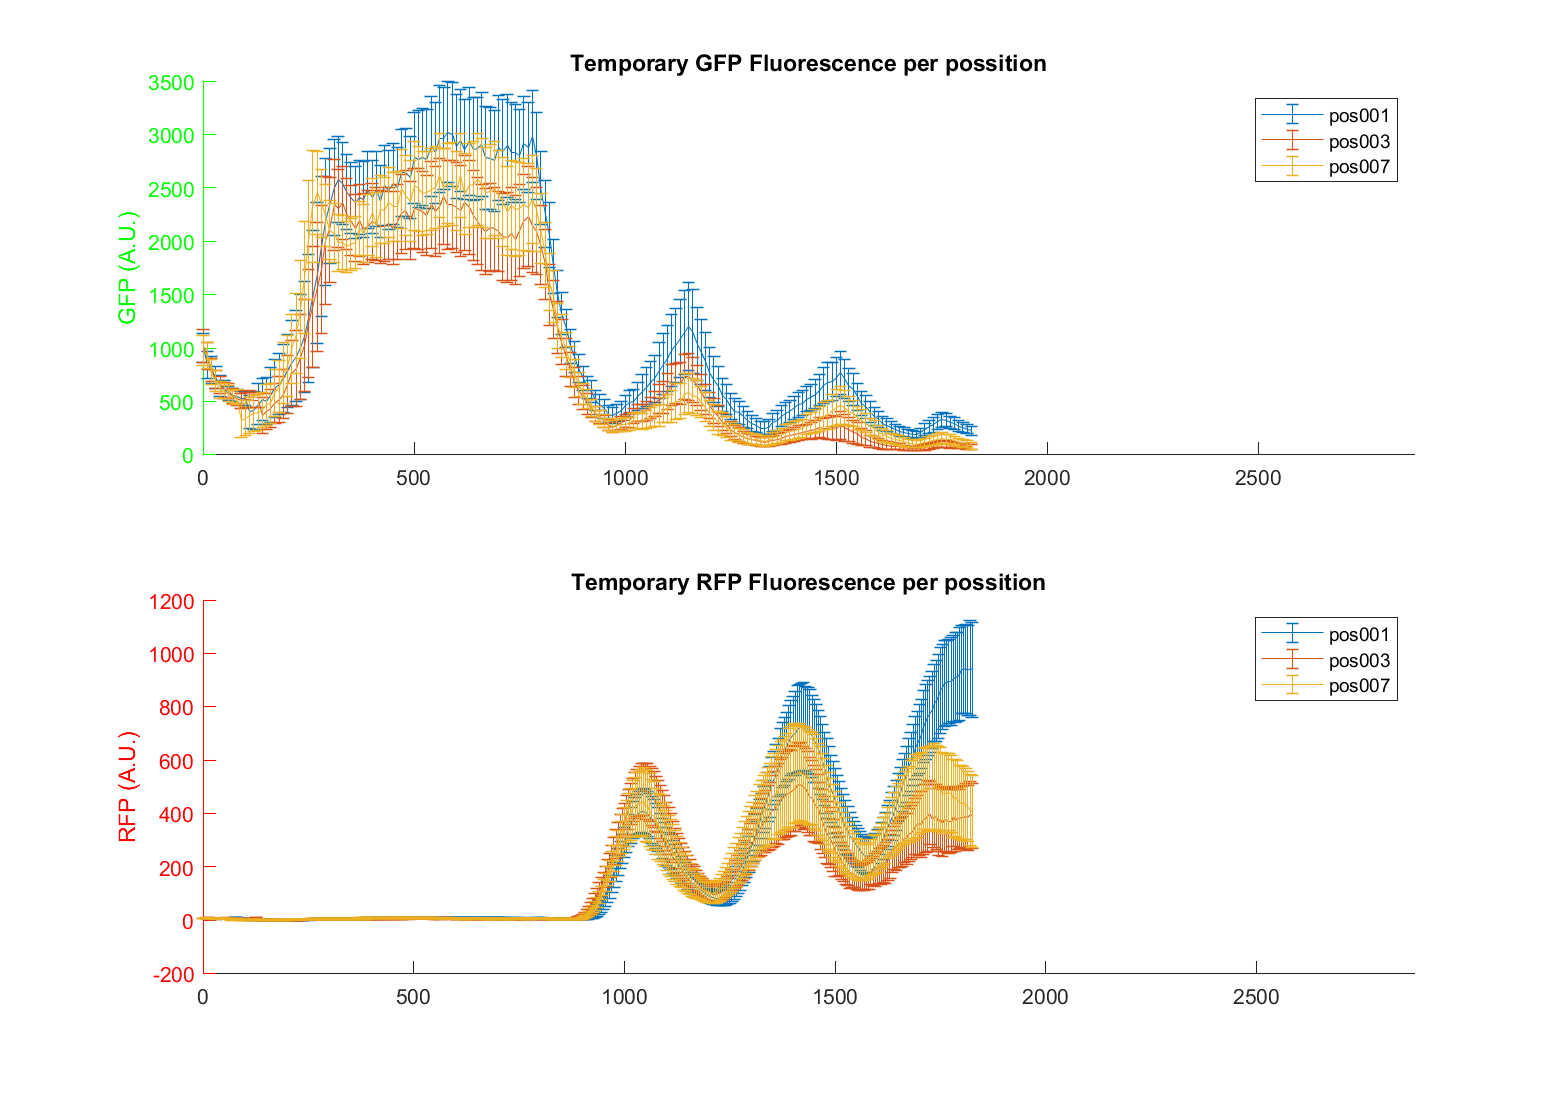 Temporary GFP Fluorescence per possition
3500
3000
2500
2000
1500
1000
500
0
GFP (A.U.)
pos001
pos003
pos007
0 500 1000 1500 2000 2500
Temporary RFP Fluorescence per possition
1200
1000
800
600
400
200
0
-200
RFP (A.U.)
pos001
pos003
pos007
0 500 1000 1500 2000 2500